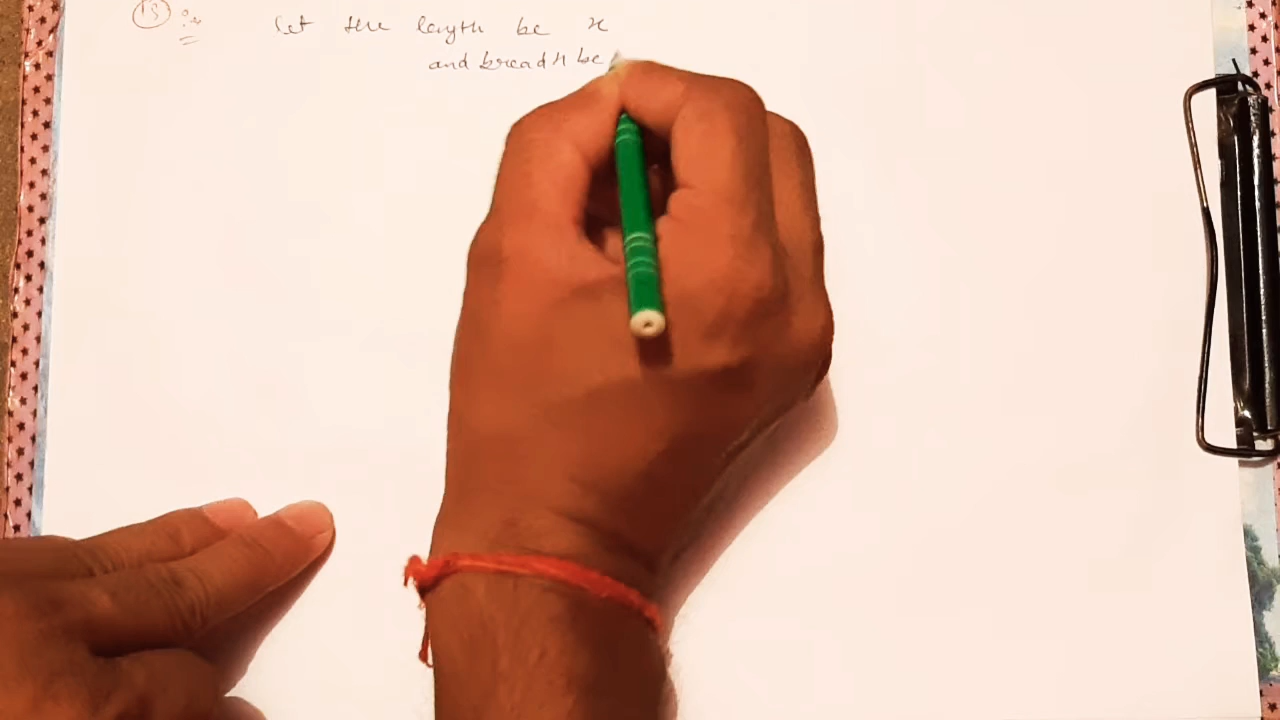 13 :- Let the length be x
and breadth be